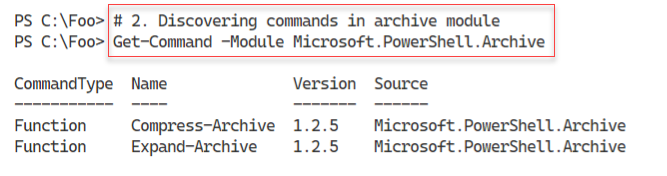 PS C:\Foo> # 2. Discovering commands in archive module
PS C:\Foo> Get-Command -Module Microsoft.PowerShell.Archive
CommandType Name Version Source
----------- ---- ------- ------
Function Compress-Archive 1.2.5 Microsoft.PowerShell.Archive
Function Expand-Archive 1.2.5 Microsoft.PowerShell.Archive